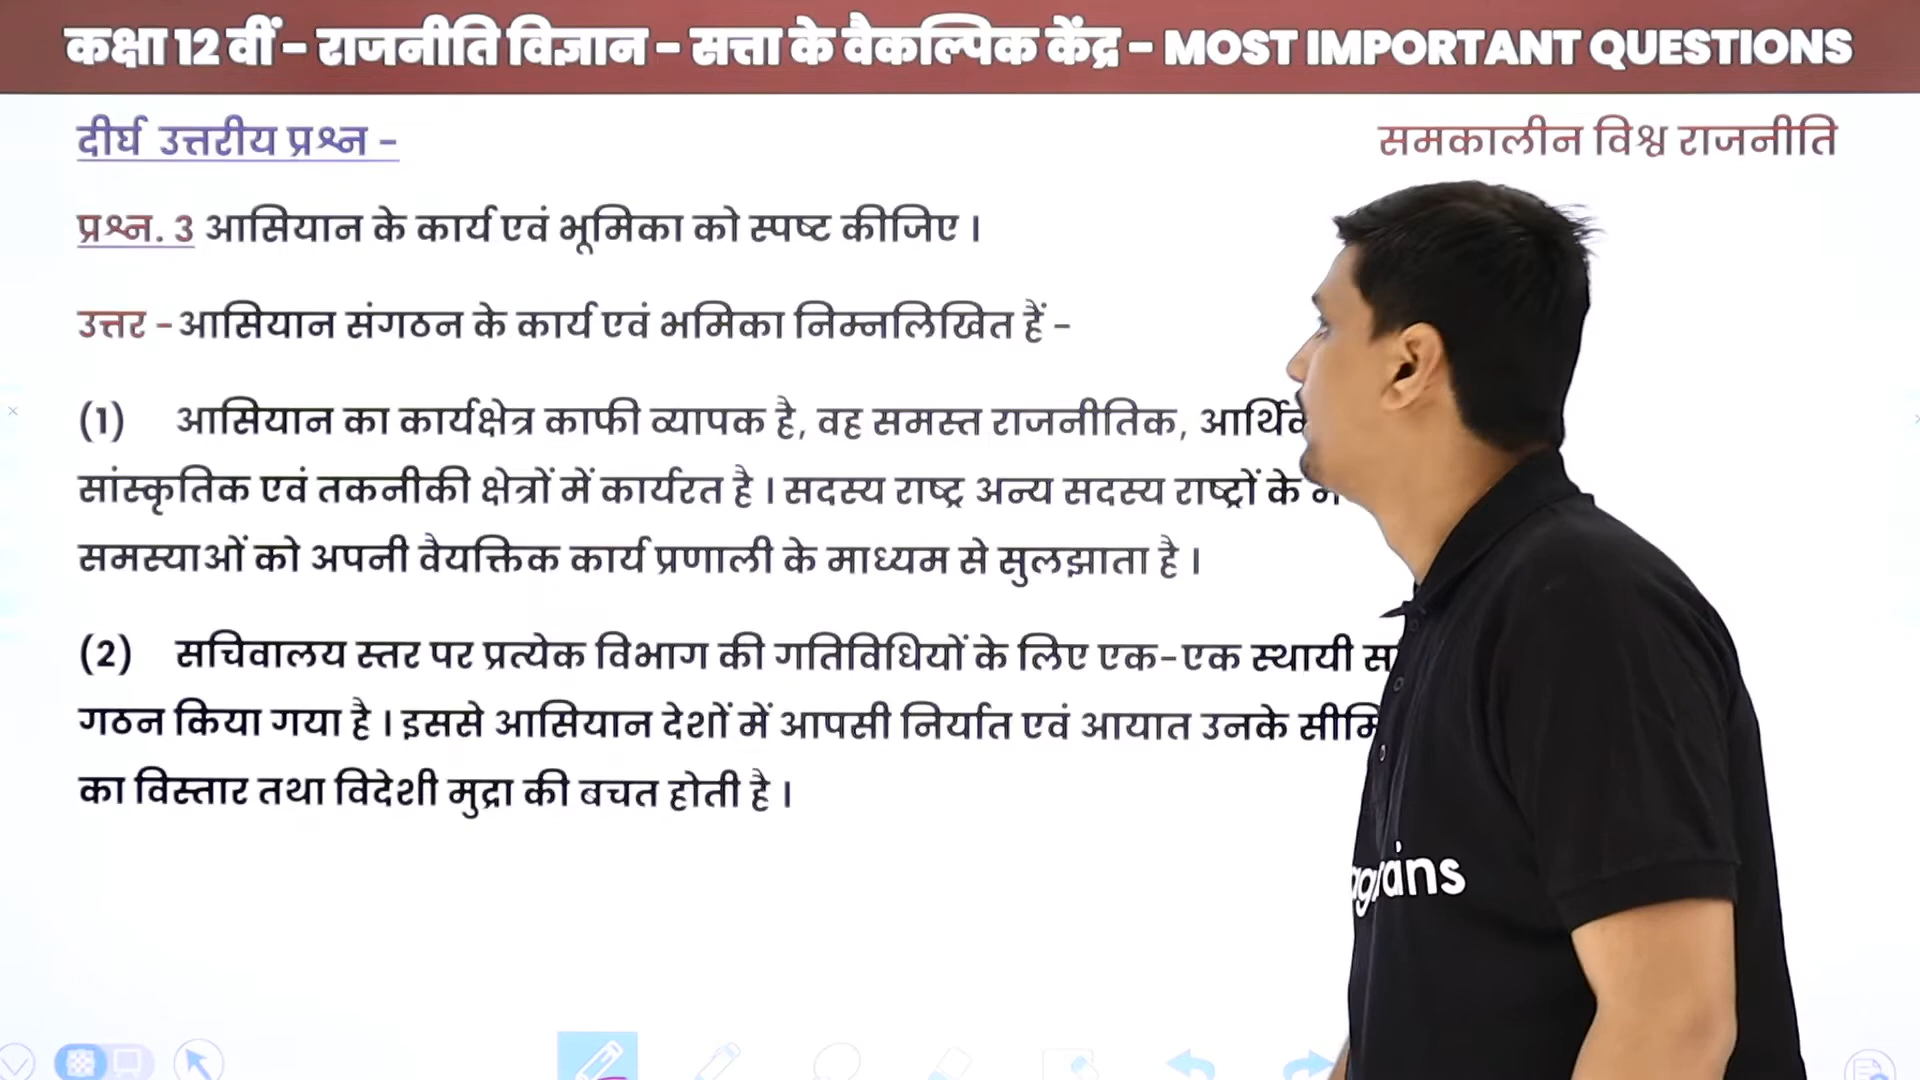 कक्षा 12 वीं - राजनीति विज्ञान - सत्ता के वैकल्पिक केंद्र - MOST IMPORTANT QUESTIONS
दीर्घ उत्तरीय प्रश्न -
समकालीन विश्व राजनीति
प्रश्न. 3 आसियान के कार्य एवं भूमिका को स्पष्ट कीजिए ।
उत्तर - आसियान संगठन के कार्य एवं भमिका निम्नलिखित हैं -
(1) आसियान का कार्यक्षेत्र काफी व्यापक है, वह समस्त राजनीतिक,
सांस्कृतिक एवं तकनीकी क्षेत्रों में कार्यरत है । सदस्य राष्ट्र अन्य सदस्य राष्ट्रों के
समस्याओं को अपनी वैयक्तिक कार्य प्रणाली के माध्यम से सुलझाता है ।
(2) सचिवालय स्तर पर प्रत्येक विभाग की गतिविधियों के लिए एक-एक स्थायी
गठन किया गया है । इससे आसियान देशों में आपसी निर्यात एवं आयात उनके
का विस्तार तथा विदेशी मुद्रा की बचत होती है ।